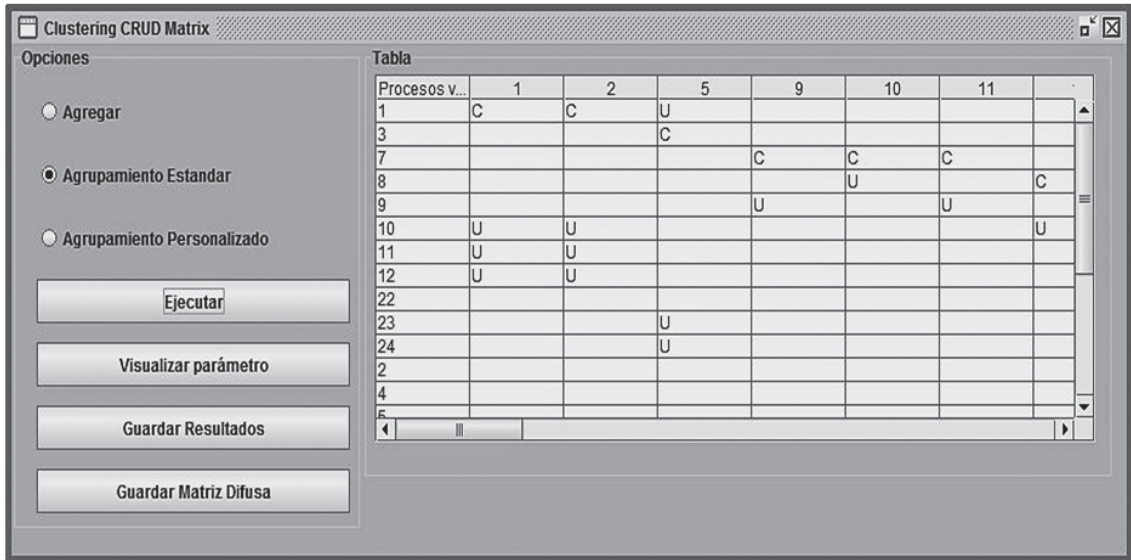 Clustering CRUD Matrix
Opciones
Agregar
Agrupamiento Estandar
Agrupamiento Personalizado
Ejecutar
Visualizar parámetro
Guardar Resultados
Guardar Matriz Difusa
Tabla
Procesos v... 1 2 5 9 10 11
1 C C U
3 C
7 C C C
8 U C
9 U U
10 U U U
11 U U
12 U U
22
23 U
24 U
2
4